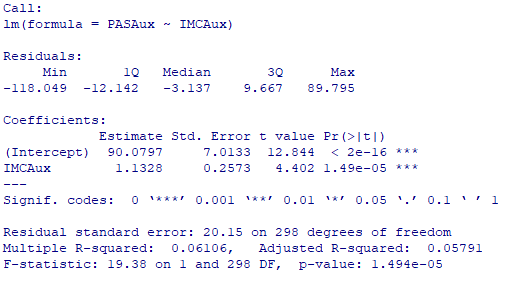 Call:
lm(formula = PASAux ~ IMCAux)
Residuals:
Min 1Q Median 3Q Max
-118.049 -12.142 -3.137 9.667 89.795
Coefficients:
Estimate Std. Error t value Pr(>|t|)
(Intercept) 90.0797 7.0133 12.844 < 2e-16 ***
IMCAux 1.1328 0.2573 4.402 1.49e-05 ***
---
Signif. codes: 0 ‘***’ 0.001 ‘**’ 0.01 ‘*’ 0.05 ‘.’ 0.1 ‘ ’ 1
Residual standard error: 20.15 on 298 degrees of freedom
Multiple R-squared: 0.06106, Adjusted R-squared: 0.05791
F-statistic: 19.38 on 1 and 298 DF, p-value: 1.494e-05